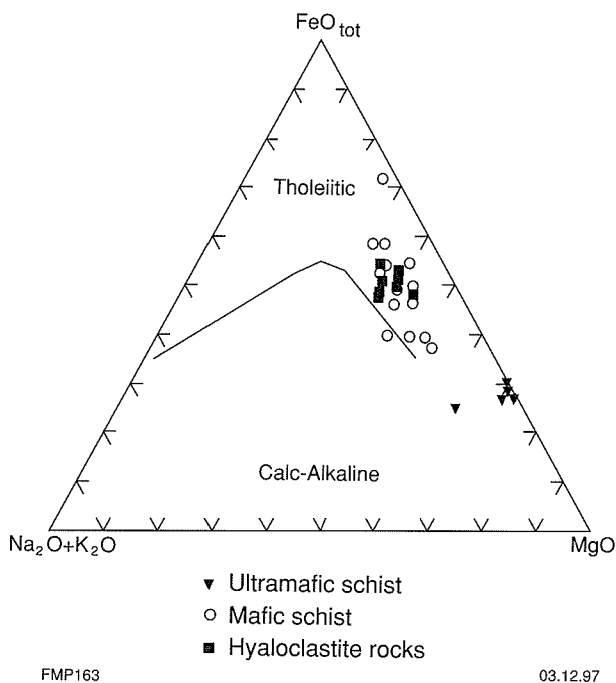 FeO tot
Tholeiitic
Calc-Alkaline
Na2O+K2O MgO
Ultramafic schist
Mafic schist
Hyaloclastite rocks
FMP163 03.12.97